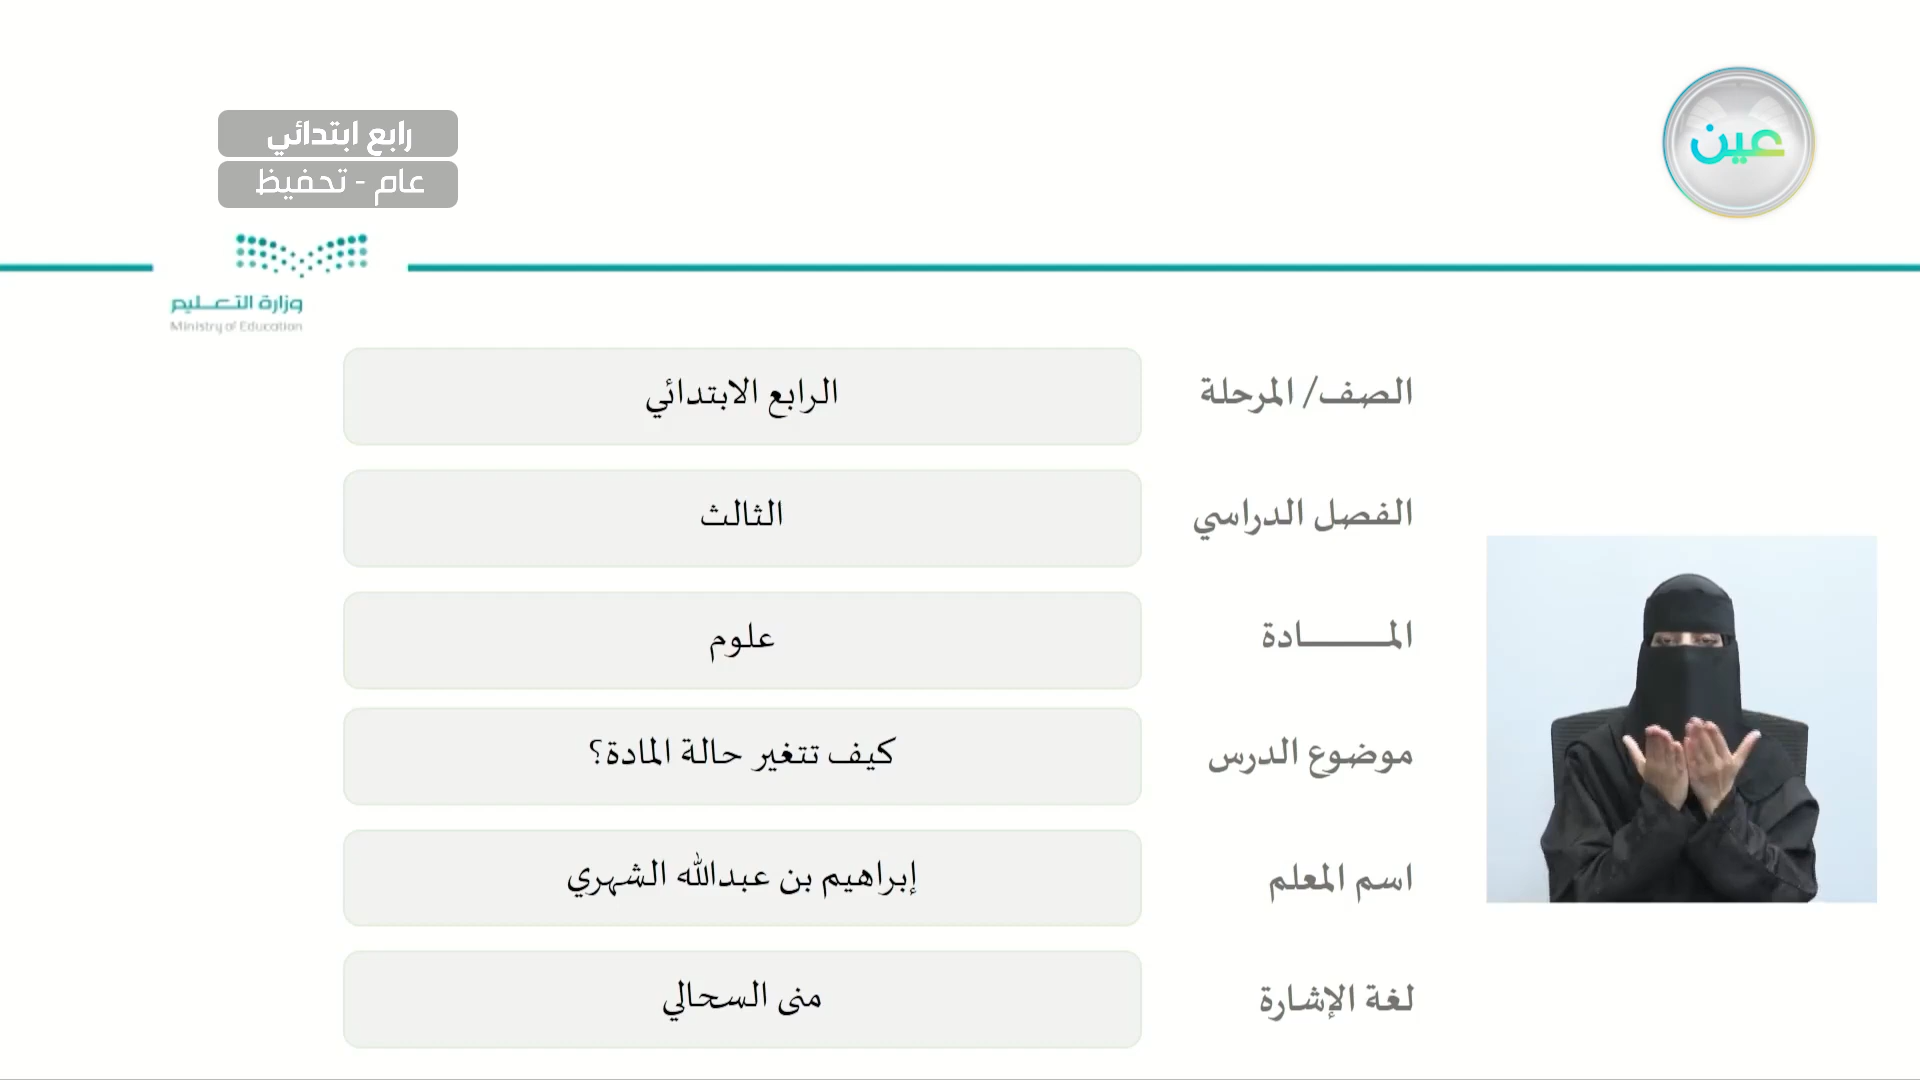 عين
رابع ابتدائي
عام - تحفيظ
وزارة التعليم
Ministry of Education
الصف/ المرحلة
الرابع الابتدائي
الفصل الدراسي
الثالث
المــــــــادة
علوم
موضوع الدرس
كيف تتغير حالة المادة؟
اسم المعلم
إبراهيم بن عبدالله الشهري
لغة الإشارة
منى السحالي